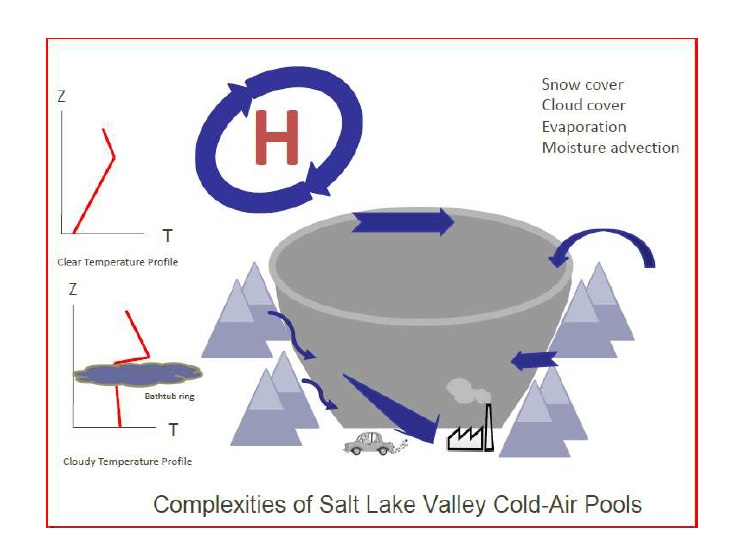 Snow cover
Cloud cover
Evaporation
Moisture advection
Z
H
T
Clear Temperature Profile
Z
Bathtub ring
T
Cloudy Temperature Profile
Complexities of Salt Lake Valley Cold-Air Pools